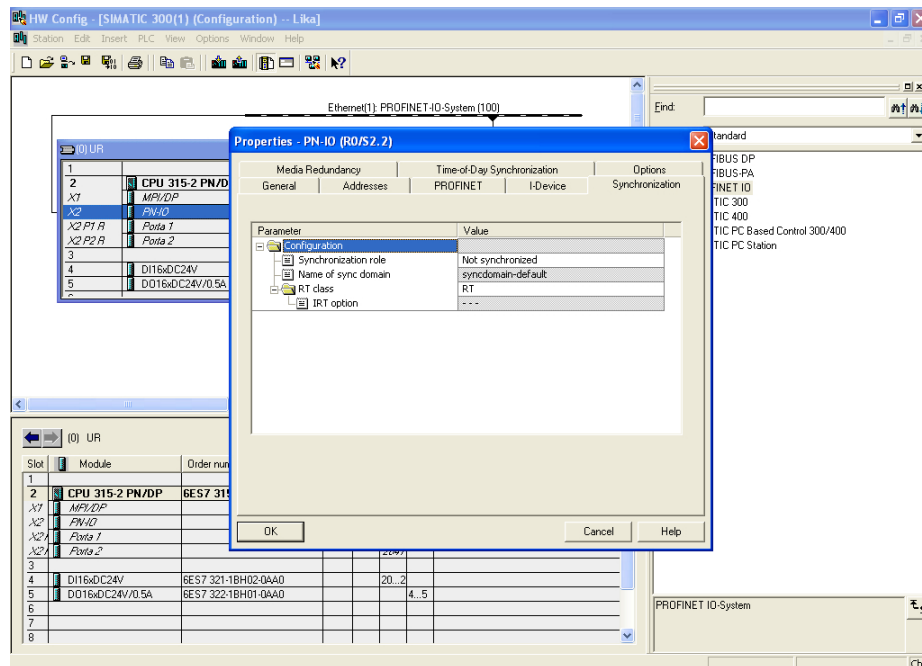 HW Config - [SIMATIC 300(1) (Configuration) -- Lika]
Station Edit Insert PLC View Options Window Help
Ethernet(1): PROFINET-IO-System (100)
Find:
(0) UR
Properties - PN-IO (R0/S2.2)
Media Redundancy Time-of-Day Synchronization Options
General Addresses PROFINET I-Device Synchronization
Parameter Value
Configuration
Synchronization role Not synchronized
Name of sync domain syncdomain-default
RT class RT
IRT option - - -
OK Cancel Help
1
2 CPU 315-2 PN/D
X1 MPI/DP
X2 PN-IO
X2 P1 R Porta 1
X2 P2 R Porta 2
3
4 DI16xDC24V
5 DO16xDC24V/0.5A
tandard
FIBUS DP
FIBUS-PA
FINET IO
TIC 300
TIC 400
TIC PC Based Control 300/400
TIC PC Station
(0) UR
Slot Module Order num
1
2 CPU 315-2 PN/DP 6ES7 315
X1 MPI/DP
X2 PN-IO
X2 Porta 1
X2 Porta 2 2041
3
4 DI16xDC24V 6ES7 321-1BH02-0AA0 20...2
5 DO16xDC24V/0.5A 6ES7 322-1BH01-0AA0 4...5
6
7
8
PROFINET IO-System